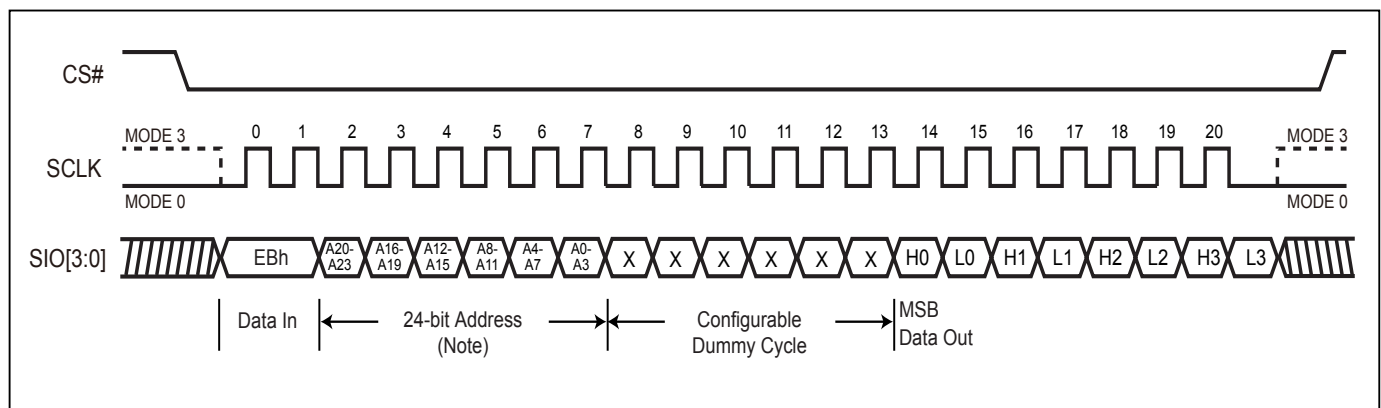 CS#
MODE 3 0 1 2 3 4 5 6 7 8 9 10 11 12 13 14 15 16 17 18 19 20 MODE 3
SCLK
MODE 0 MODE 0
SIO[3:0] EBh A20-A23 A16-A19 A12-A15 A8-A11 A4-A7 A0-A3 X X X X X X H0 L0 H1 L1 H2 L2 H3 L3
Data In 24-bit Address Configurable MSB
(Note) Dummy Cycle Data Out